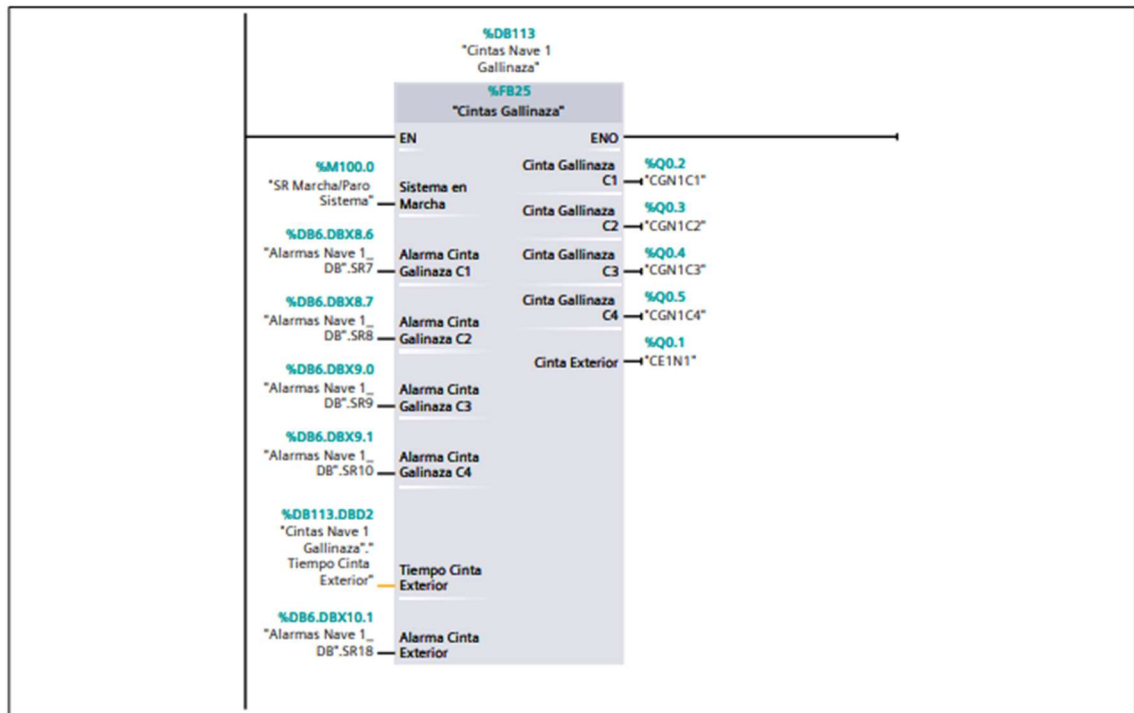 %DB113
"Cintas Nave 1
Gallinaza"
%FB25
"Cintas Gallinaza"
EN
ENO
%M100.0
"SR Marcha/Paro
Sistema"
Sistema en
Marcha
%DB6.DBX8.6
"Alarmas Nave 1_
DB".SR7
Alarma Cinta
Galinaza C1
%DB6.DBX8.7
"Alarmas Nave 1_
DB".SR8
Alarma Cinta
Galinaza C2
%DB6.DBX9.0
"Alarmas Nave 1_
DB".SR9
Alarma Cinta
Galinaza C3
%DB6.DBX9.1
"Alarmas Nave 1_
DB".SR10
Alarma Cinta
Galinaza C4
%DB113.DBD2
"Cintas Nave 1
Gallinaza"."
Tiempo Cinta
Exterior"
Tiempo Cinta
Exterior
%DB6.DBX10.1
"Alarmas Nave 1_
DB".SR18
Alarma Cinta
Exterior
Cinta Gallinaza
C1
%Q0.2
"CGN1C1"
Cinta Gallinaza
C2
%Q0.3
"CGN1C2"
Cinta Gallinaza
C3
%Q0.4
"CGN1C3"
Cinta Gallinaza
C4
%Q0.5
"CGN1C4"
Cinta Exterior
%Q0.1
"CE1N1"